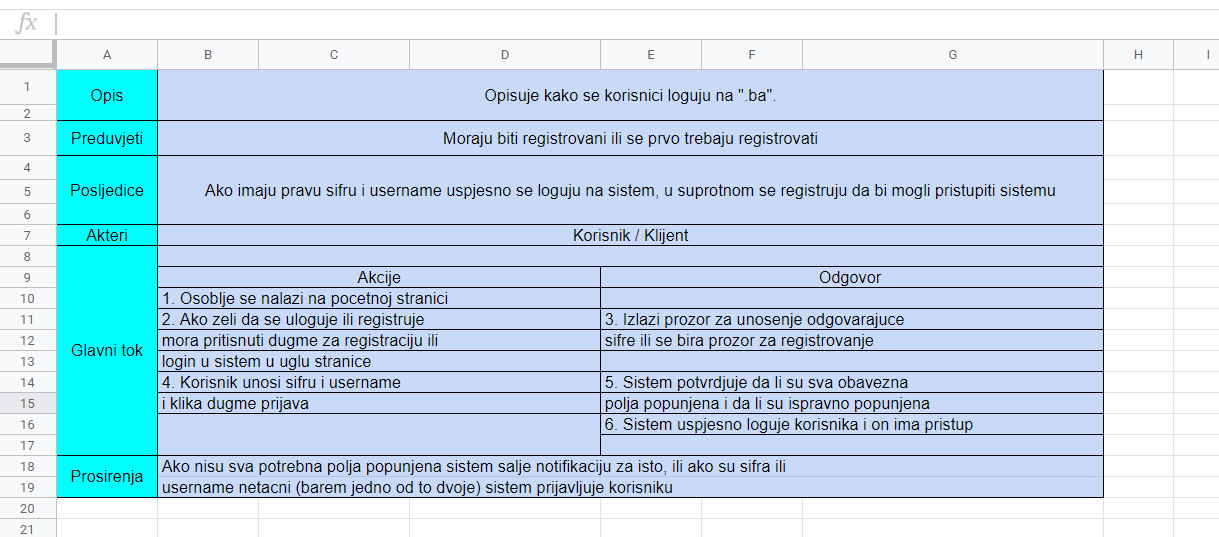 fx
A B C D E F G H I
1
Opis Opisuje kako se korisnici loguju na ".ba".
2
3 Preduvjeti Moraju biti registrovani ili se prvo trebaju registrovati
4
5 Posljedice Ako imaju pravu sifru i username uspjesno se loguju na sistem, u suprotnom se registruju da bi mogli pristupiti sistemu
6
7 Akteri Korisnik / Klijent
8
9 Akcije Odgovor
10 1. Osoblje se nalazi na pocetnoj stranici
11 2. Ako zeli da se uloguje ili registruje 3. Izlazi prozor za unosenje odgovarajuce
12 mora pritisnuti dugme za registraciju ili sifre ili se bira prozor za registrovanje
Glavni tok
13 login u sistem u uglu stranice
14 4. Korisnik unosi sifru i username 5. Sistem potvrdjuje da li su sva obavezna
15 i klika dugme prijava polja popunjena i da li su ispravno popunjena
16 6. Sistem uspjesno loguje korisnika i on ima pristup
17
18 Ako nisu sva potrebna polja popunjena sistem salje notifikaciju za isto, ili ako su sifra ili
Prosirenja
19 username netacni (barem jedno od to dvoje) sistem prijavljuje korisniku
20
21